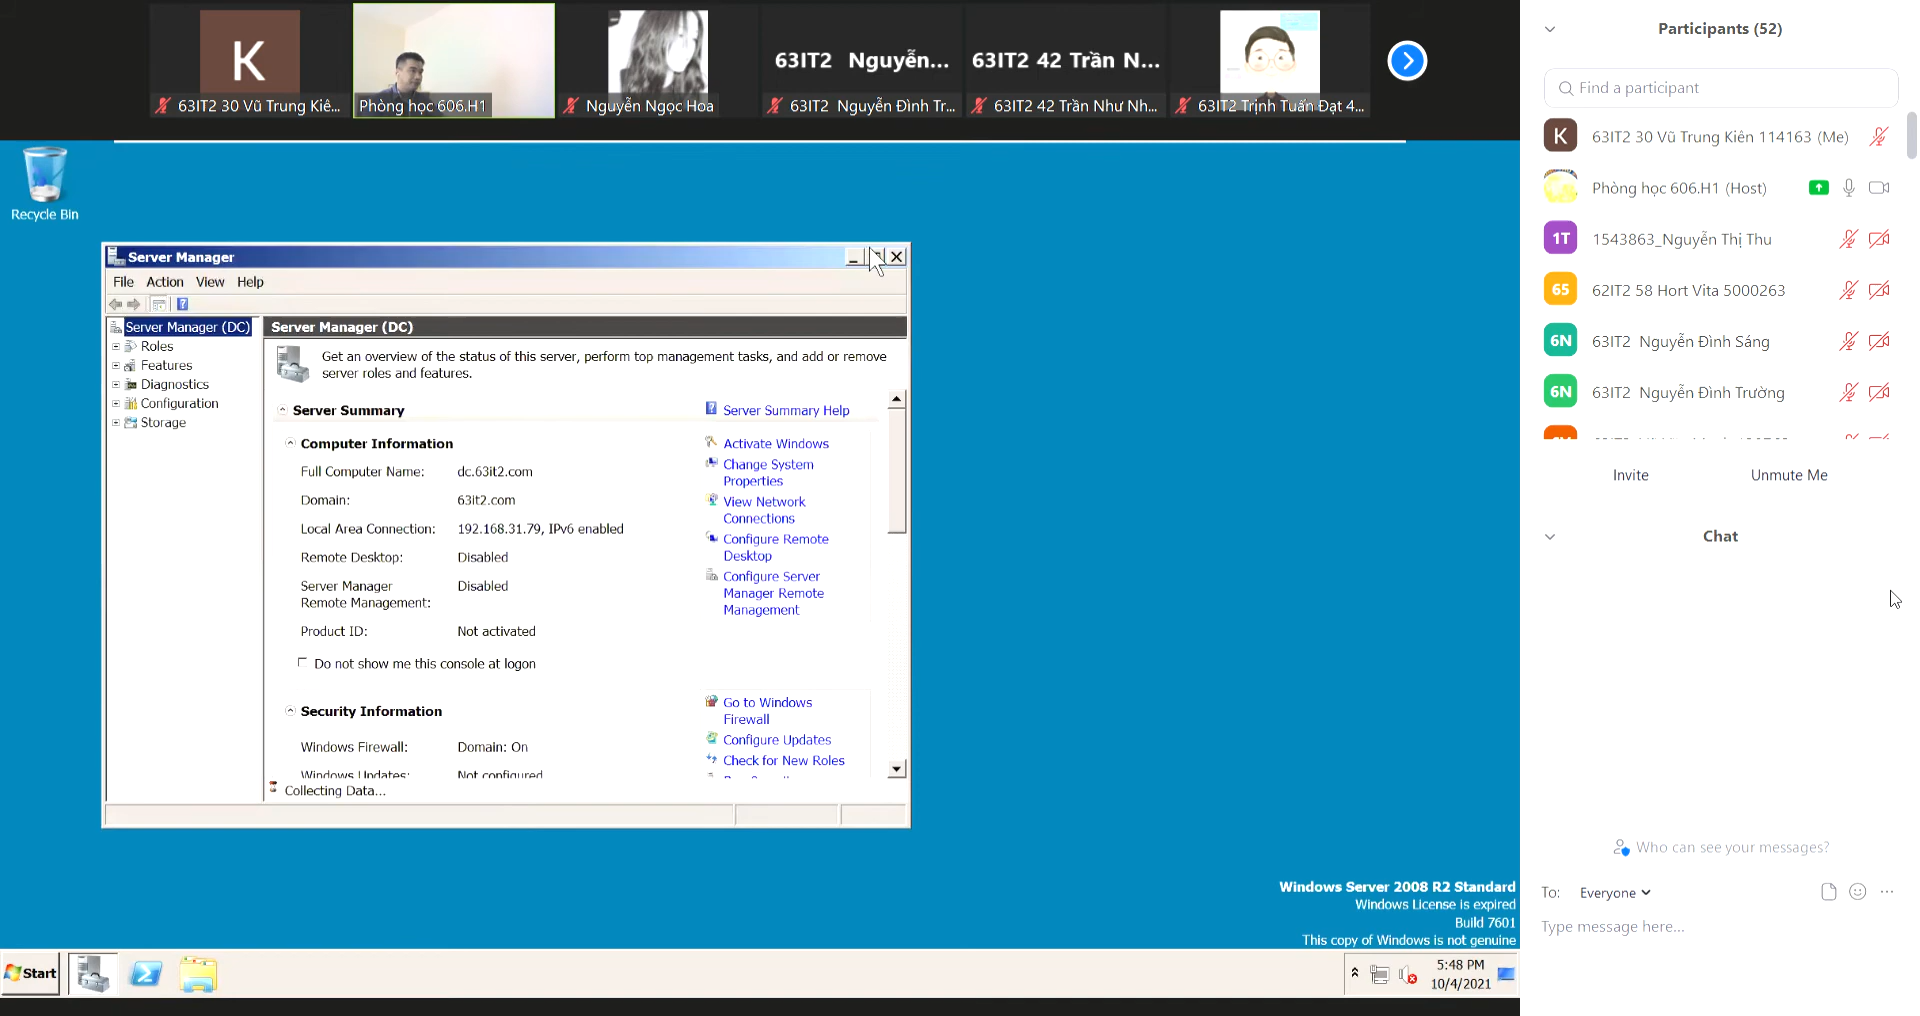 K
63IT2 Nguyễn...
63IT2 42 Trần N...
63IT2 30 Vũ Trung Kiê...
Phòng học 606.H1
Nguyễn Ngọc Hoa
63IT2 Nguyễn Đình Tr...
63IT2 42 Trần Như Nh...
63IT2 Trịnh Tuấn Đạt 4...
Recycle Bin
Server Manager
File Action View Help
Server Manager (DC)
Roles
Features
Diagnostics
Configuration
Storage
Server Manager (DC)
Get an overview of the status of this server, perform top management tasks, and add or remove
server roles and features.
Server Summary
Server Summary Help
Computer Information
Full Computer Name: dc.63it2.com
Domain: 63it2.com
Local Area Connection: 192.168.31.79, IPv6 enabled
Remote Desktop: Disabled
Server Manager Disabled
Remote Management:
Product ID: Not activated
Do not show me this console at logon
Activate Windows
Change System
Properties
View Network
Connections
Configure Remote
Desktop
Configure Server
Manager Remote
Management
Security Information
Windows Firewall: Domain: On
Windows Updates: Not configured
Go to Windows
Firewall
Configure Updates
Check for New Roles
Collecting Data...
Windows Server 2008 R2 Standard
Windows License is expired
Build 7601
This copy of Windows is not genuine
Start
5:48 PM
10/4/2021
Participants (52)
Find a participant
K 63IT2 30 Vũ Trung Kiên 114163 (Me)
Phòng học 606.H1 (Host)
1T 1543863_Nguyễn Thị Thu
65 62IT2 58 Hort Vita 5000263
6N 63IT2 Nguyễn Đình Sáng
6N 63IT2 Nguyễn Đình Trường
Invite Unmute Me
Chat
Who can see your messages?
To: Everyone
Type message here...